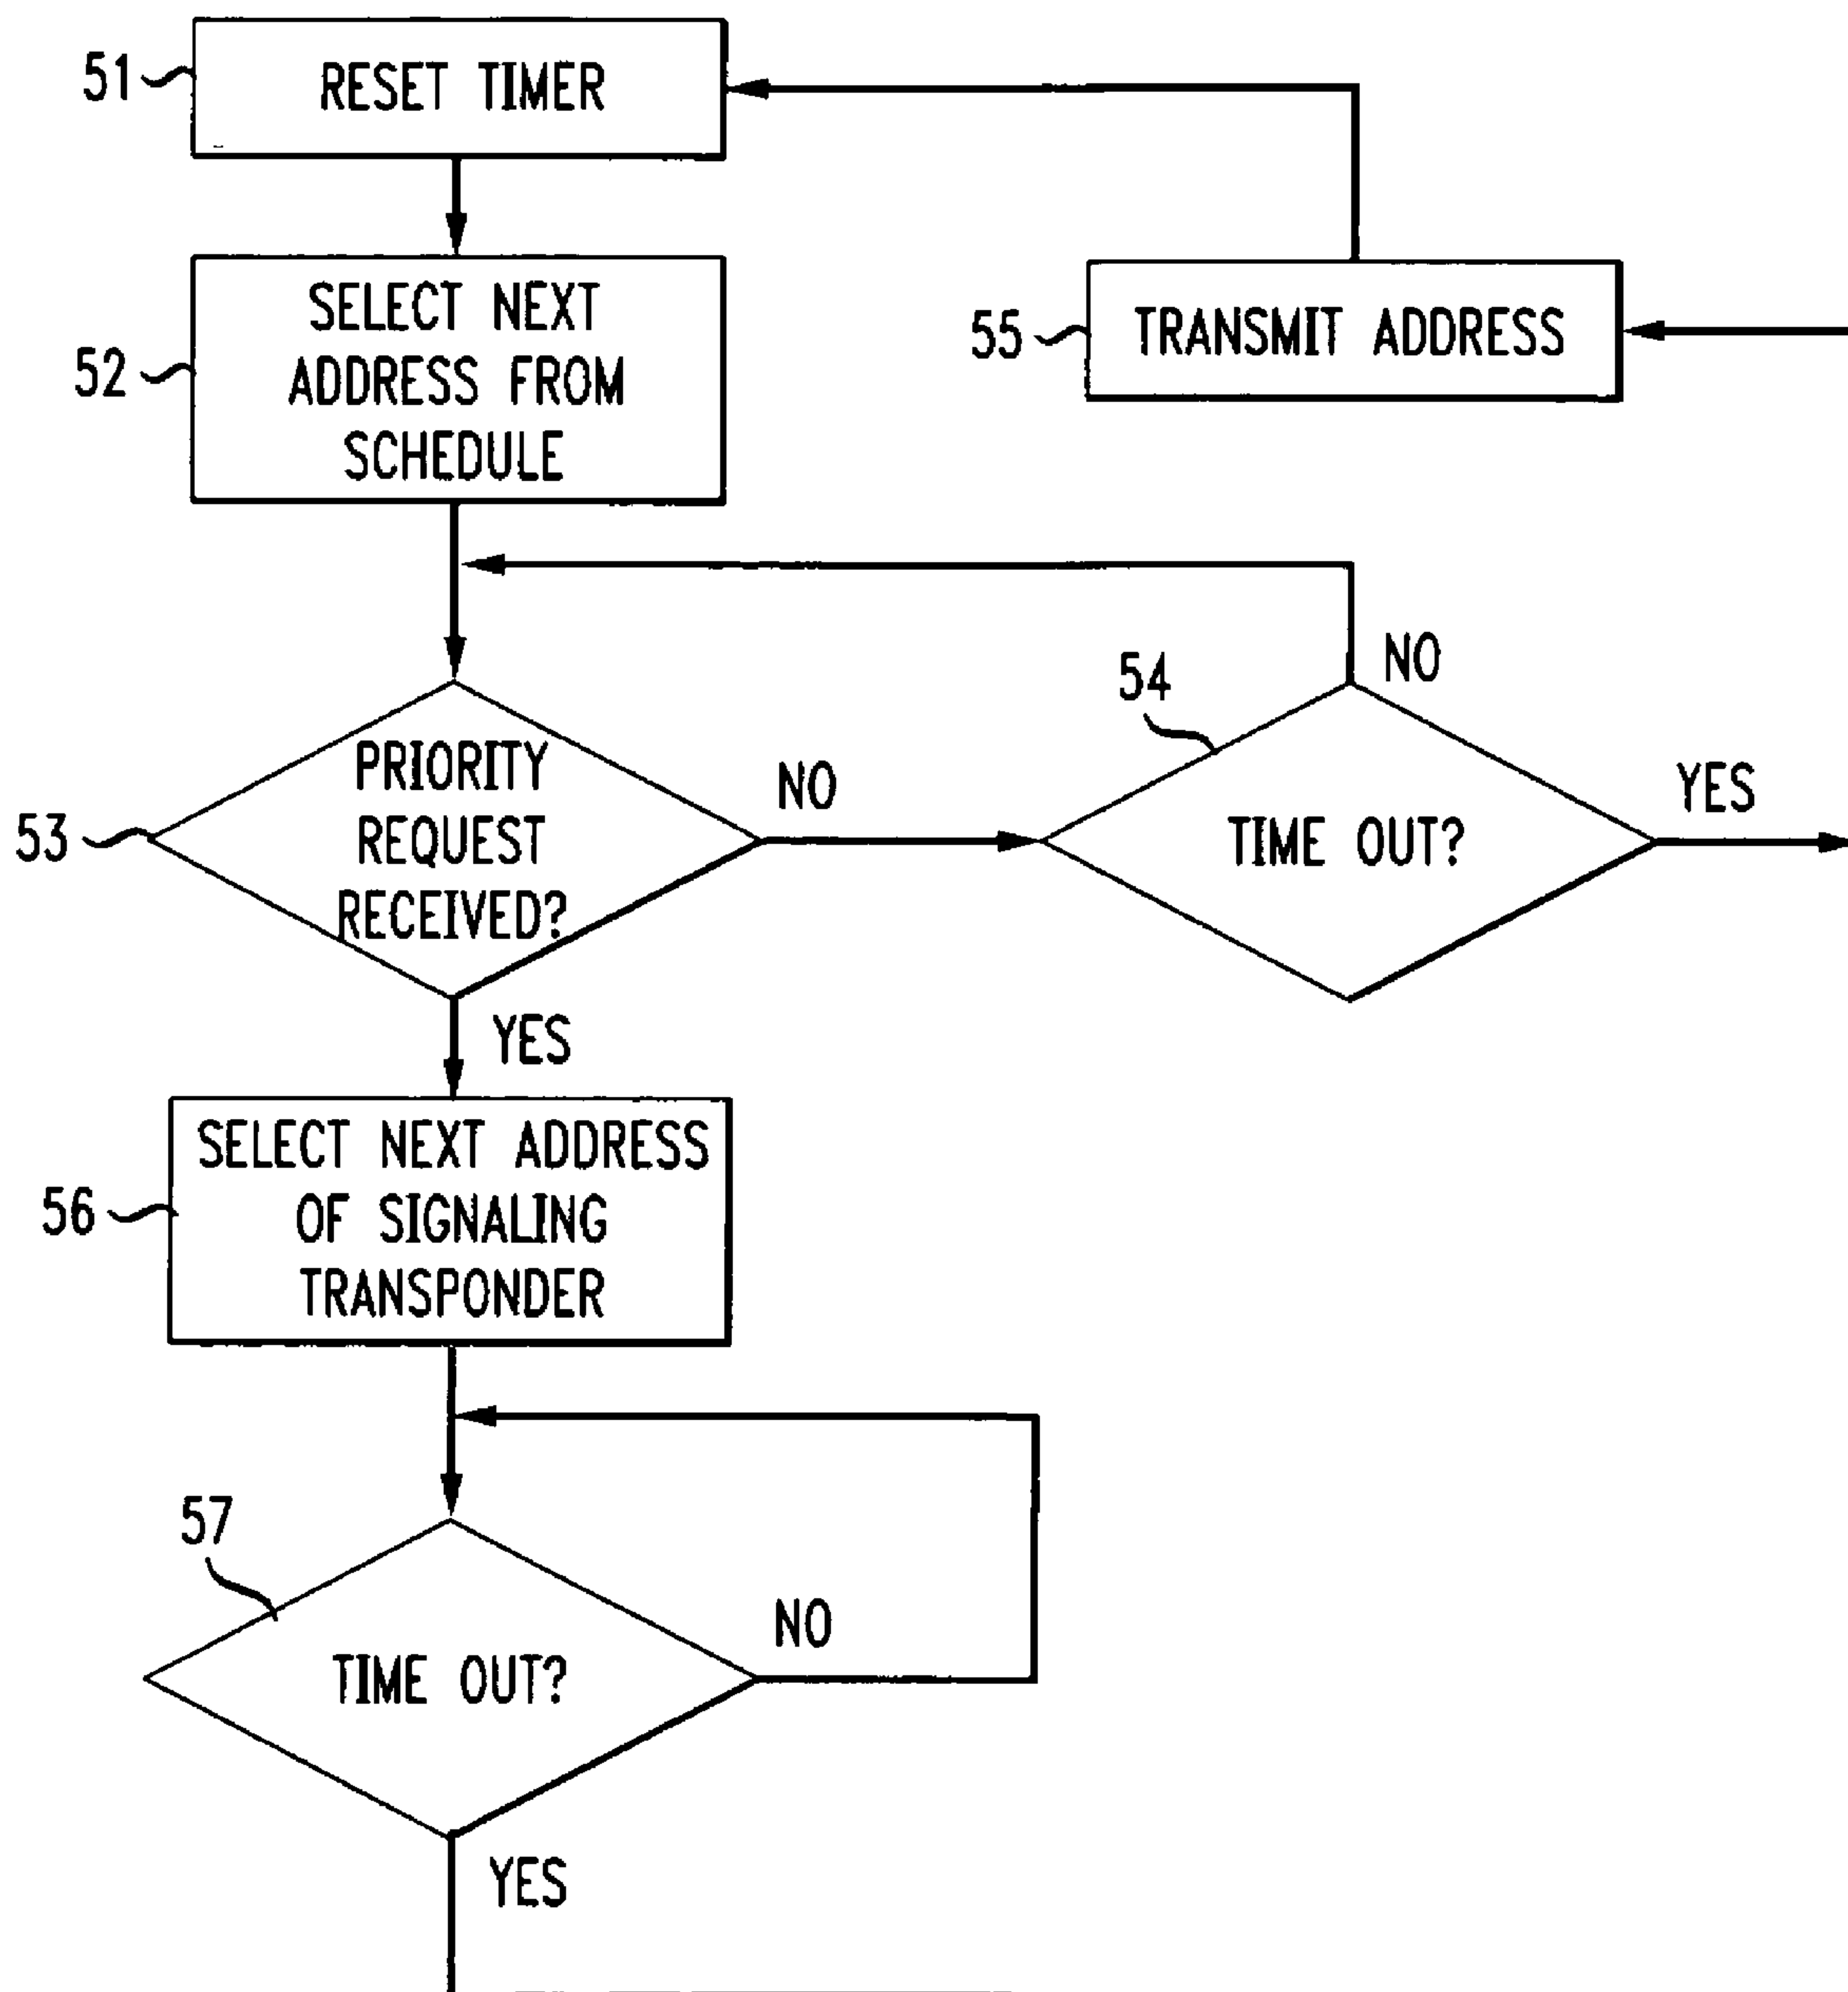 51
RESET TIMER
52
SELECT NEXT
ADDRESS FROM
SCHEDULE
55
TRANSMIT ADDRESS
53
PRIORITY
REQUEST
RECEIVED?
NO
YES
54
TIME OUT?
NO
YES
56
SELECT NEXT ADDRESS
OF SIGNALING
TRANSPONDER
57
TIME OUT?
NO
YES